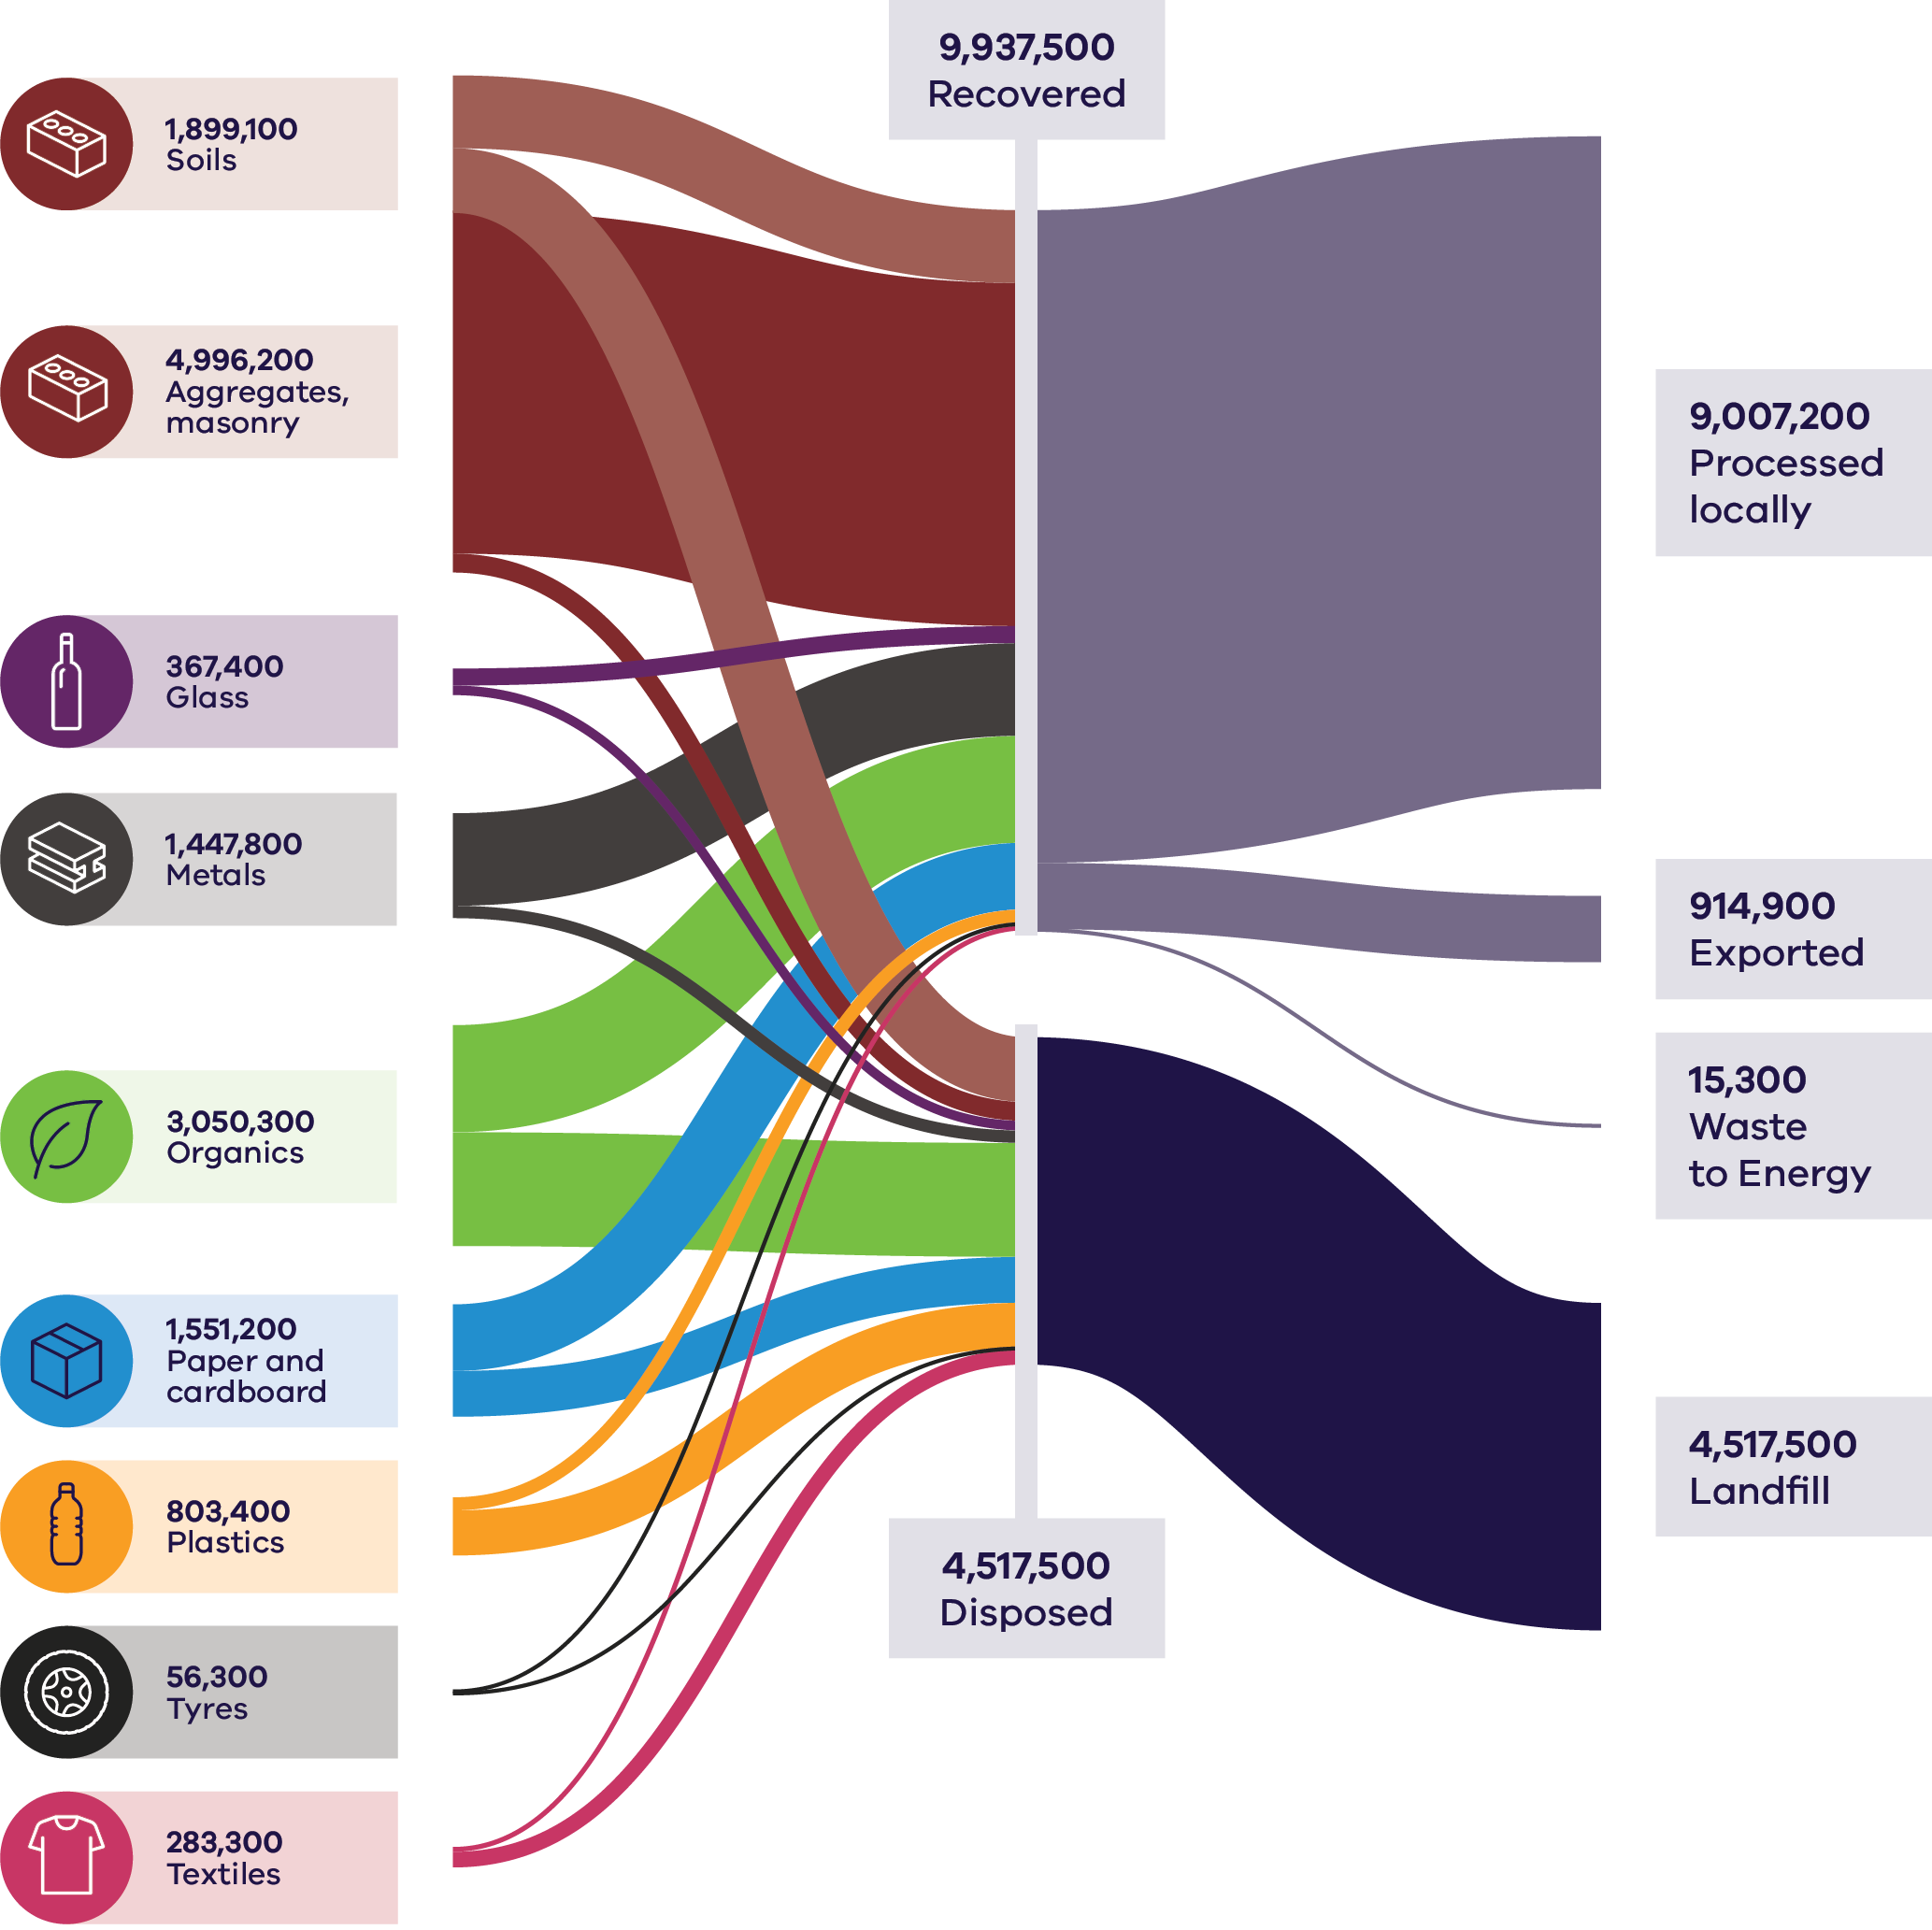 9,937,500
Recovered
1,899,100
Soils
4,996,200
Aggregates,
masonry
367,400
Glass
1,447,800
Metals
3,050,300
Organics
1,551,200
Paper and
cardboard
803,400
Plastics
56,300
Tyres
283,300
Textiles
4,517,500
Disposed
9,007,200
Processed
locally
914,900
Exported
15,300
Waste
to Energy
4,517,500
Landfill